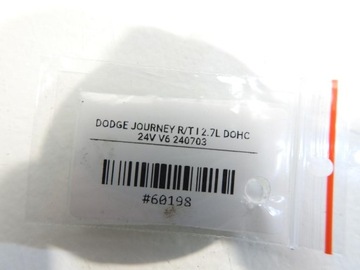 DODGE JOURNEY R/T I 2.7L DOHC
24V V6 240703
#60198